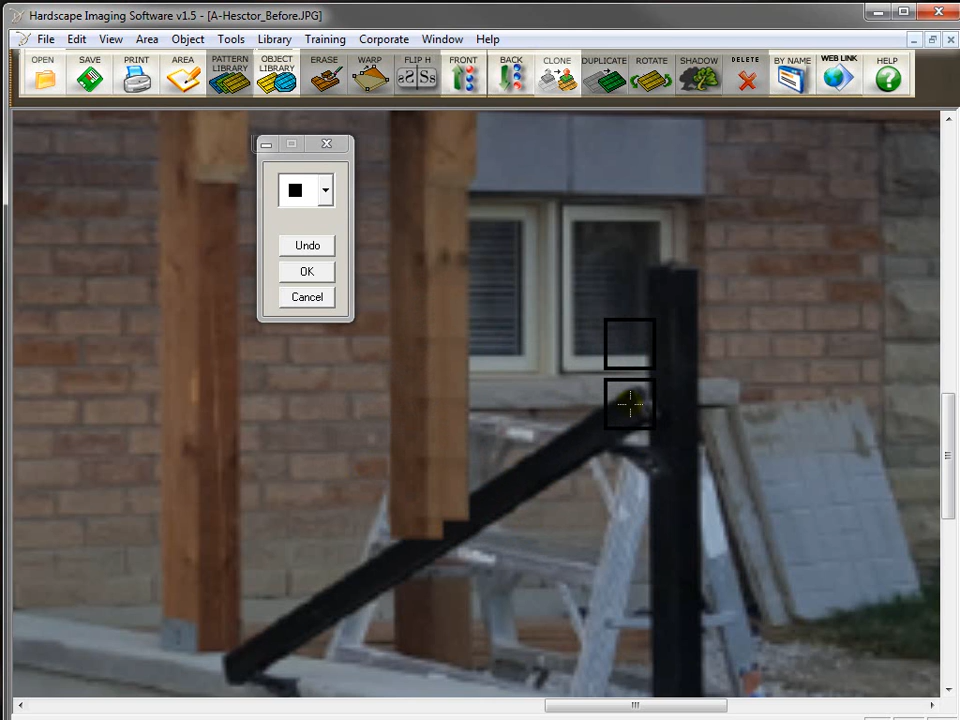 Hardscape Imaging Software v1.5 - [A-Hesctor_Before.JPG]
File Edit View Area Object Tools Library Training Corporate Window Help
OPEN SAVE PRINT AREA PATTERN LIBRARY OBJECT LIBRARY ERASE WARP FLIP H FRONT BACK CLONE DUPLICATE ROTATE SHADOW DELETE BY NAME WEB LINK HELP
Undo
OK
Cancel